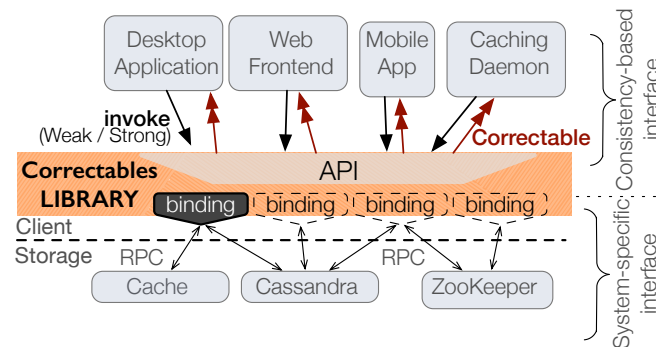 Desktop
Application
Web
Frontend
Mobile
App
Caching
Daemon
invoke
(Weak / Strong)
Correctable
Correctables
LIBRARY
API
binding
binding
binding
binding
Client
Storage
RPC
RPC
Cache
Cassandra
ZooKeeper
Consistency-based
interface
System-specific
interface